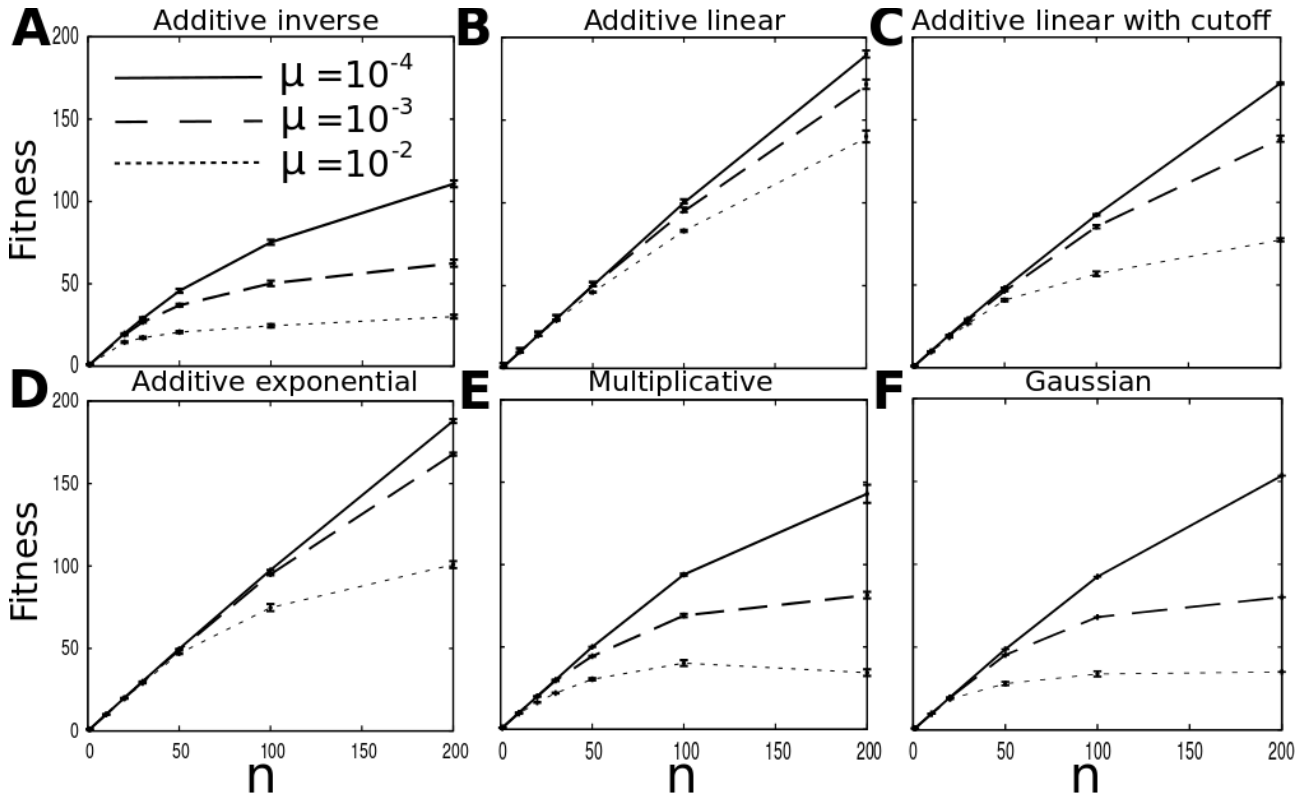 A Additive inverse
B Additive linear
C Additive linear with cutoff
200
150
100
50
0
Fitness
μ =10⁻⁴
μ =10⁻³
μ =10⁻²
D Additive exponential
E Multiplicative
F Gaussian
200
150
100
50
0
Fitness
0 50 100 150 200
0 50 100 150 200
0 50 100 150 200
n
n
n